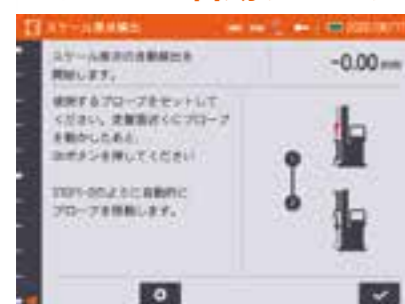 スケール原点検出
スケール原点の自動検出を
開始します。
-0.00 mm
使用するプローブをセットして
ください。定盤面近くにプローブ
を動かしたあと、
OKボタンを押してください
のように自動的に
プローブを移動します。